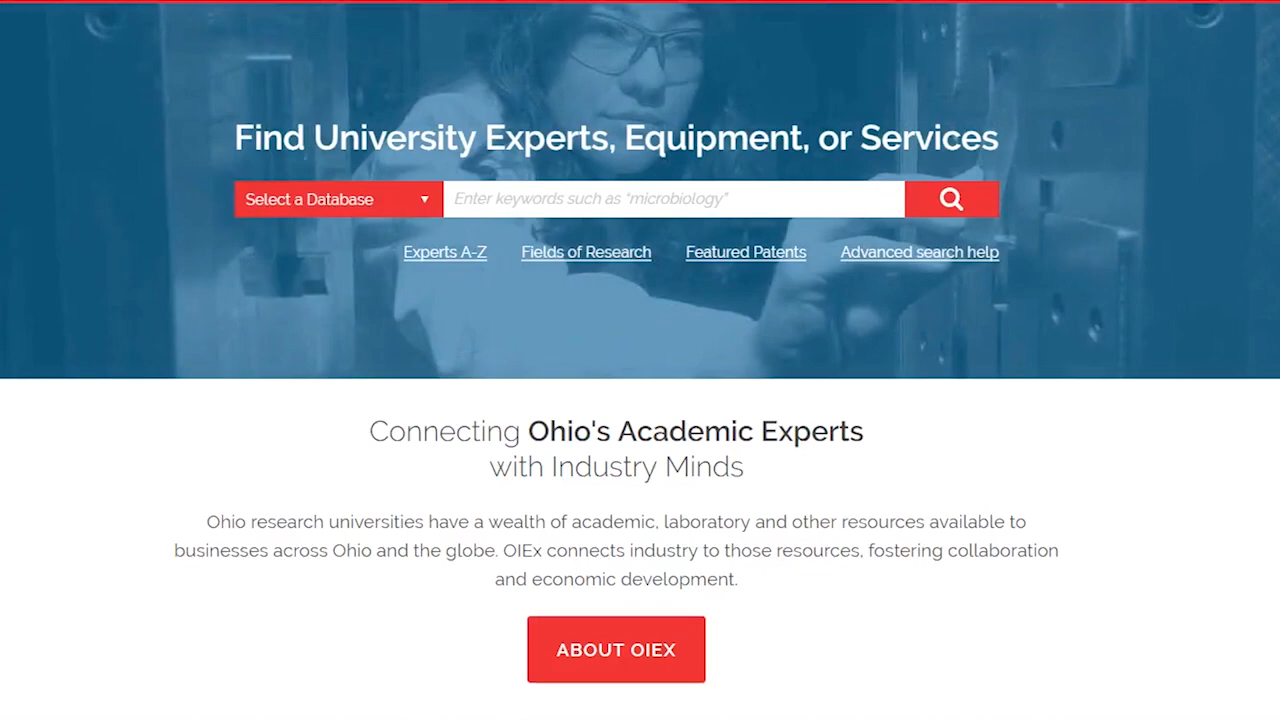 Find University Experts, Equipment, or Services
Select a Database ▼ Enter keywords such as "microbiology"
Experts A-Z Fields of Research Featured Patents Advanced search help
Connecting Ohio's Academic Experts
with Industry Minds
Ohio research universities have a wealth of academic, laboratory and other resources available to
businesses across Ohio and the globe. OIEx connects industry to those resources, fostering collaboration
and economic development.
ABOUT OIEX